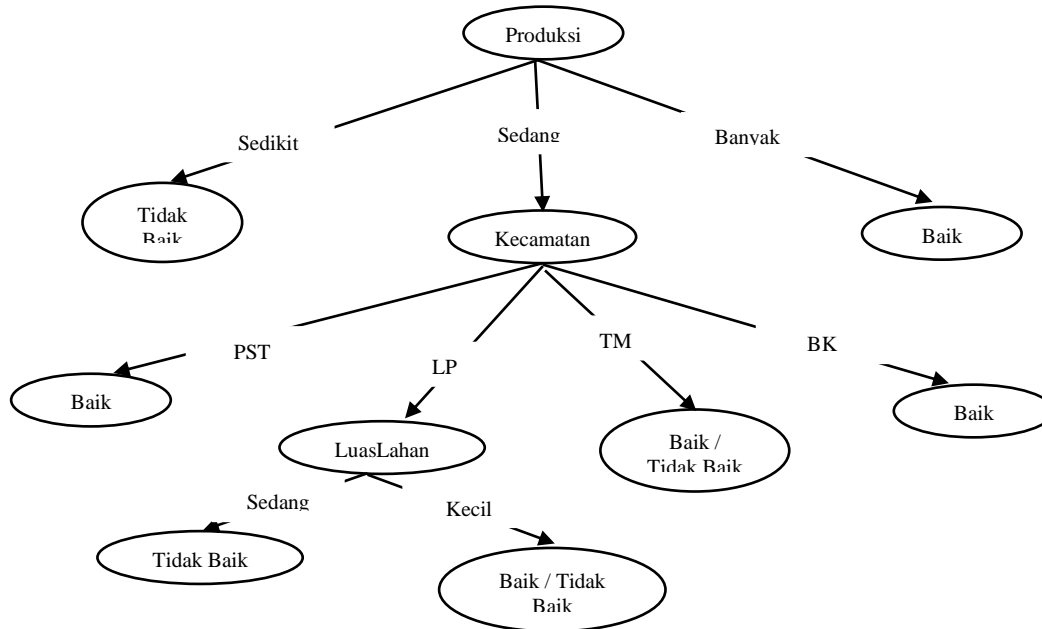 Produksi
Sedikit
Sedang
Banyak
Tidak
Baik
Kecamatan
Baik
PST
LP
TM
BK
Baik
LuasLahan
Baik /
Tidak Baik
Baik
Sedang
Kecil
Tidak Baik
Baik / Tidak
Baik